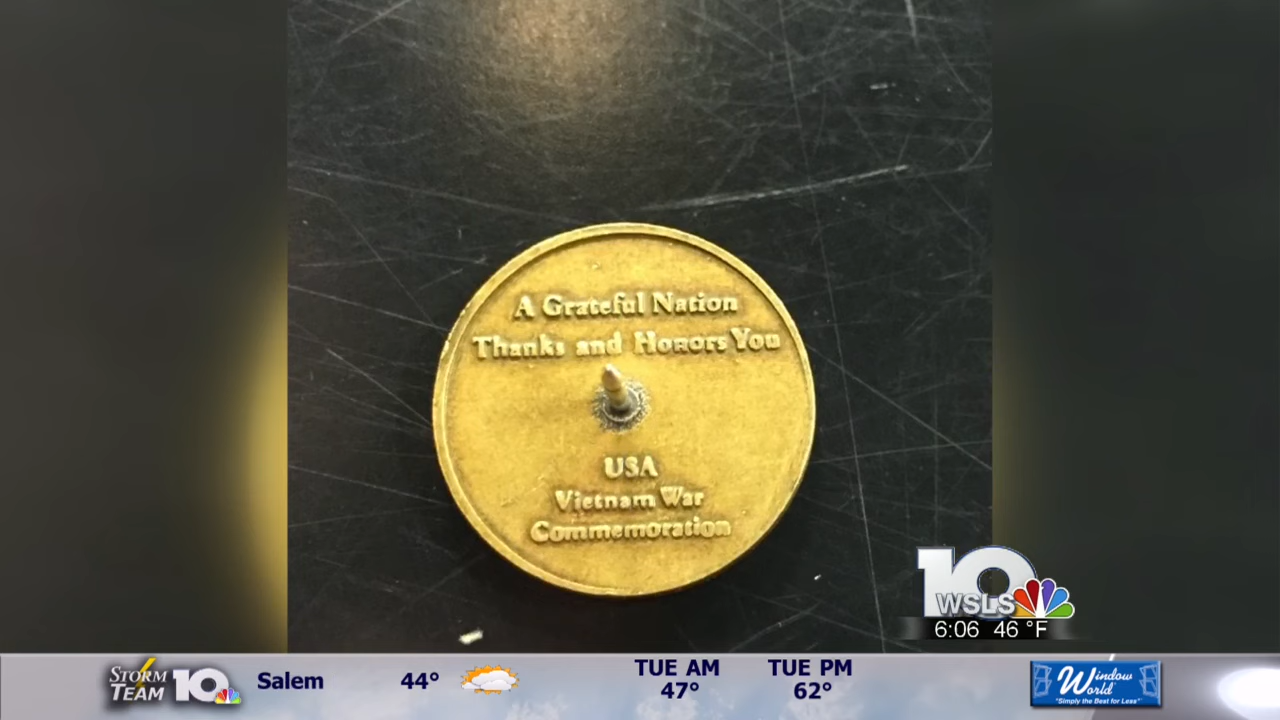 A Grateful Nation
Thanks and Honors You
USA
Vietnam War
Commemoration
10
WSLS
6:06 46 °F
STORM TEAM 10
Salem 44°
TUE AM
47°
TUE PM
62°
Window World
"Simply the Best for Less"